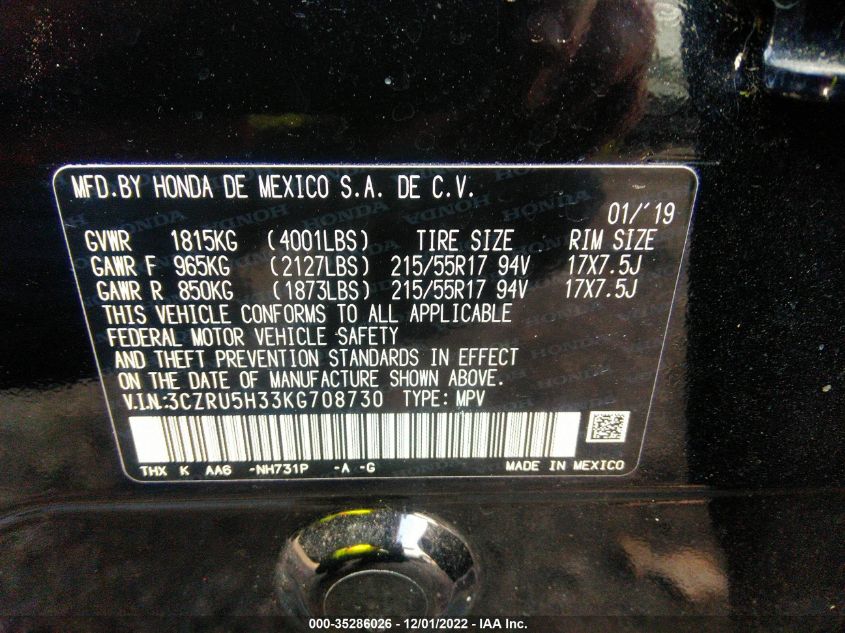 MFD.BY HONDA DE MEXICO S.A. DE C.V.
01/'19
GVWR 1815KG (4001LBS) TIRE SIZE RIM SIZE
GAWR F 965KG (2127LBS) 215/55R17 94V 17X7.5J
GAWR R 850KG (1873LBS) 215/55R17 94V 17X7.5J
THIS VEHICLE CONFORMS TO ALL APPLICABLE
FEDERAL MOTOR VEHICLE SAFETY
AND THEFT PREVENTION STANDARDS IN EFFECT
ON THE DATE OF MANUFACTURE SHOWN ABOVE.
V.I.N.:3CZRU5H33KG708730 TYPE: MPV
THX K AA6 -NH731P -A -G MADE IN MEXICO
000-35286026 - 12/01/2022 - IAA Inc.